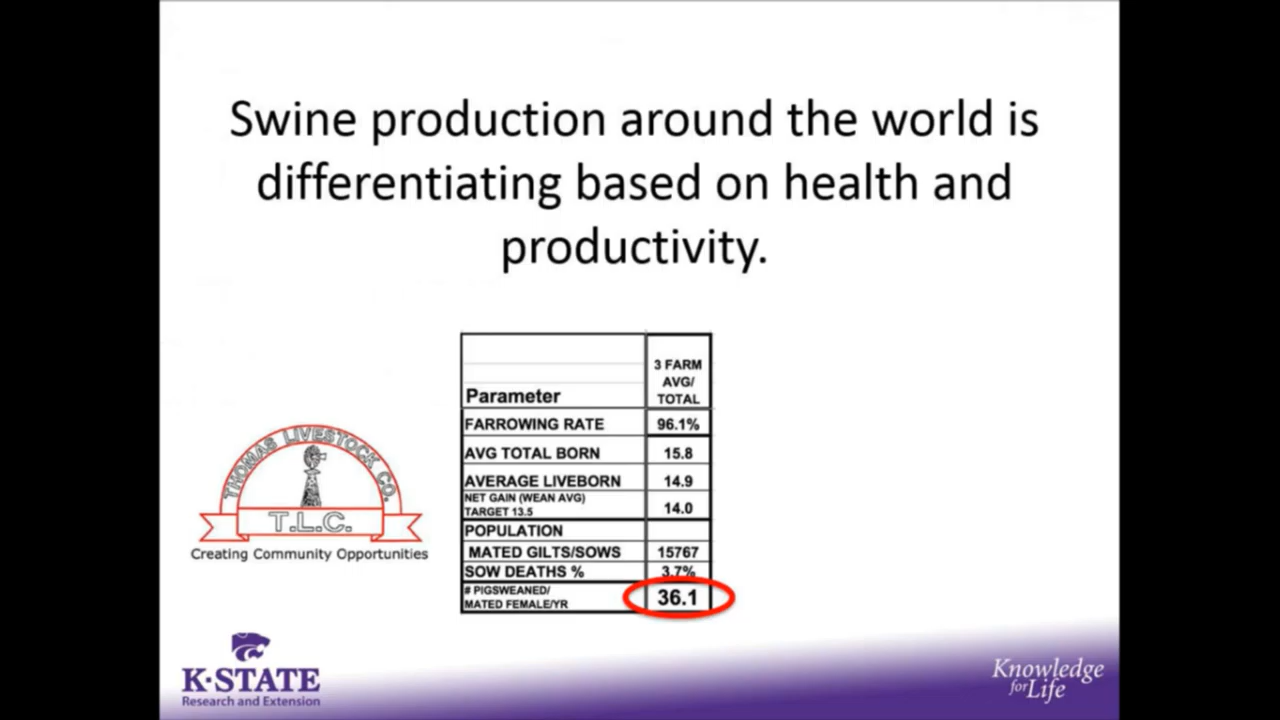 Swine production around the world is
differentiating based on health and
productivity.
Parameter
3 FARM
AVG/
TOTAL
FARROWING RATE 96.1%
AVG TOTAL BORN 15.8
AVERAGE LIVEBORN 14.9
NET GAIN (WEAN AVG)
TARGET 13.5 14.0
POPULATION
MATED GILTS/SOWS 15767
SOW DEATHS % 3.7%
# PIGSWEANED/
MATED FEMALE/YR 36.1
THOMAS LIVESTOCK CO.
T.L.C.
Creating Community Opportunities
K-STATE
Research and Extension
Knowledge
for Life